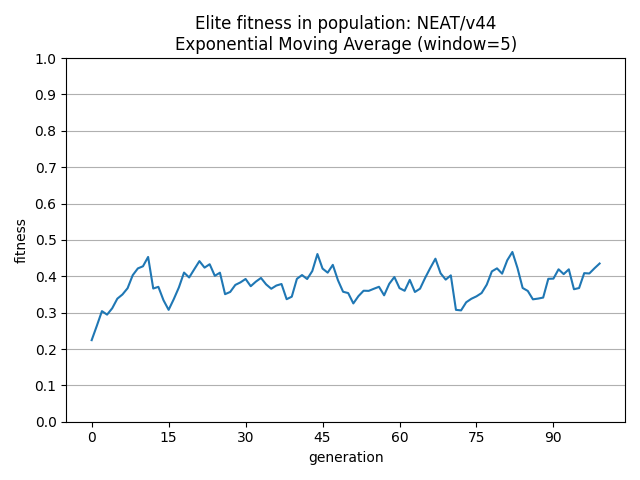 Elite fitness in population: NEAT/v44
Exponential Moving Average (window=5)
1.0
0.9
0.8
0.7
0.6
0.5
0.4
0.3
0.2
0.1
0.0
fitness
0 15 30 45 60 75 90
generation